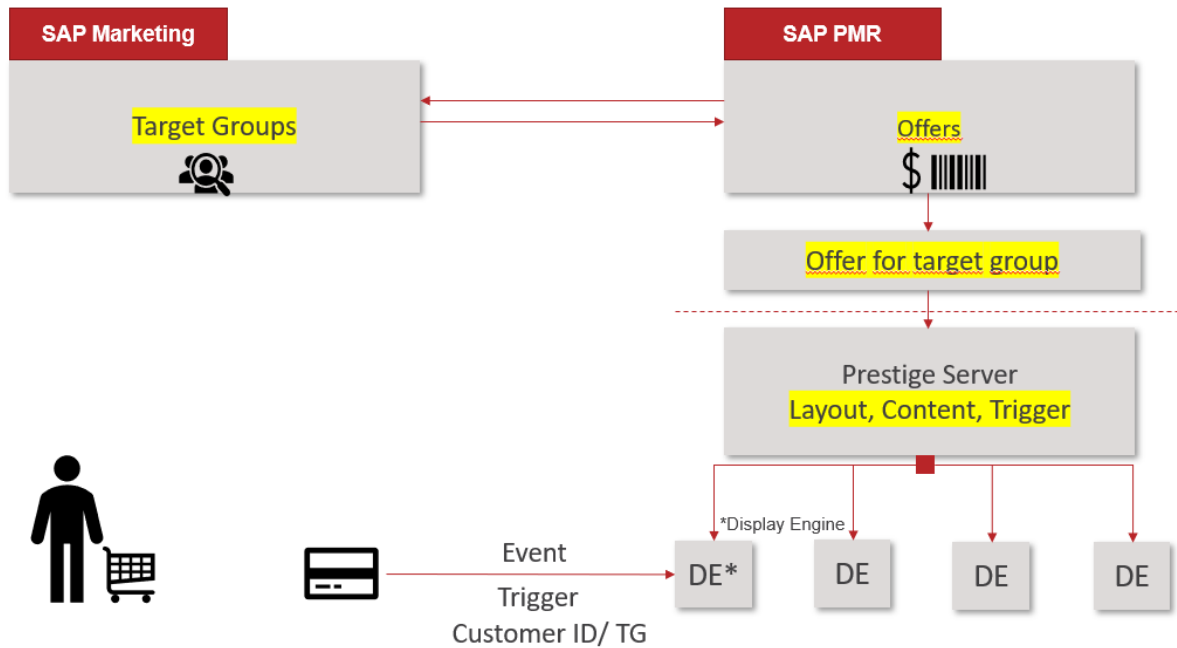 SAP Marketing
SAP PMR
Target Groups
Offers
$
Offer for target group
Prestige Server
Layout, Content, Trigger
*Display Engine
Event
DE*
DE
DE
DE
Trigger
Customer ID/ TG